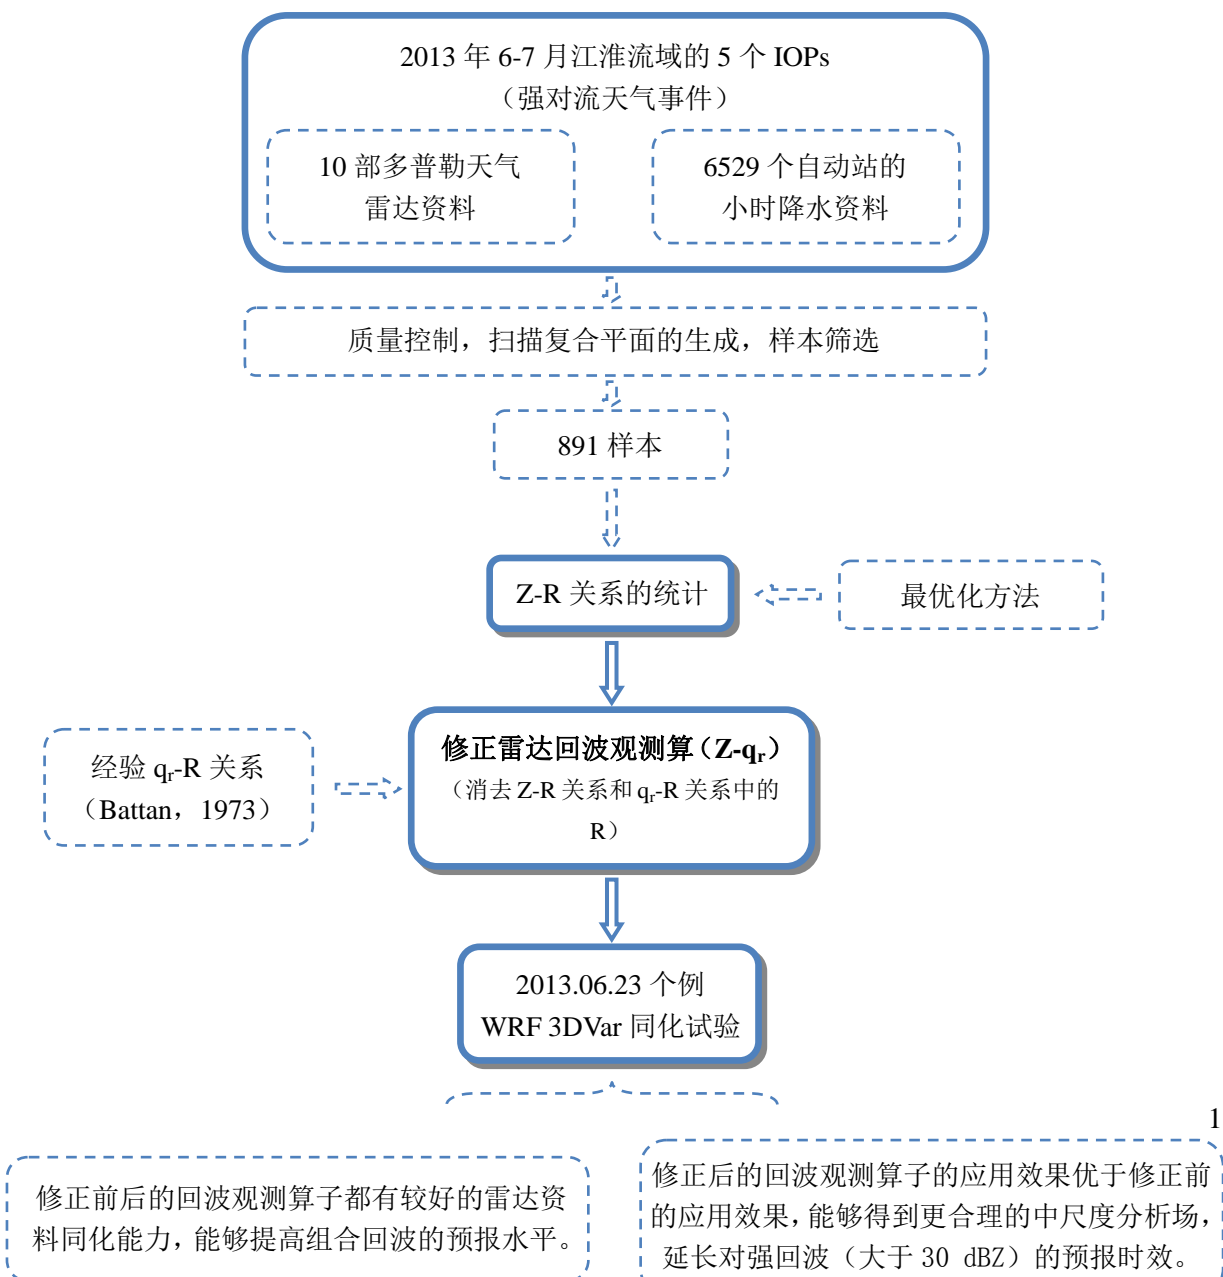 2013 年 6-7 月江淮流域的 5 个 IOPs
（强对流天气事件）
10 部多普勒天气
雷达资料
6529 个自动站的
小时降水资料
质量控制，扫描复合平面的生成，样本筛选
891 样本
Z-R 关系的统计
最优化方法
经验 qr-R 关系
（Battan，1973）
修正雷达回波观测算（Z-qr）
（消去 Z-R 关系和 qr-R 关系中的
R）
2013.06.23 个例
WRF 3DVar 同化试验
1
修正前后的回波观测算子都有较好的雷达资
料同化能力，能够提高组合回波的预报水平。
修正后的回波观测算子的应用效果优于修正前
的应用效果，能够得到更合理的中尺度分析场，
延长对强回波（大于 30 dBZ）的预报时效。